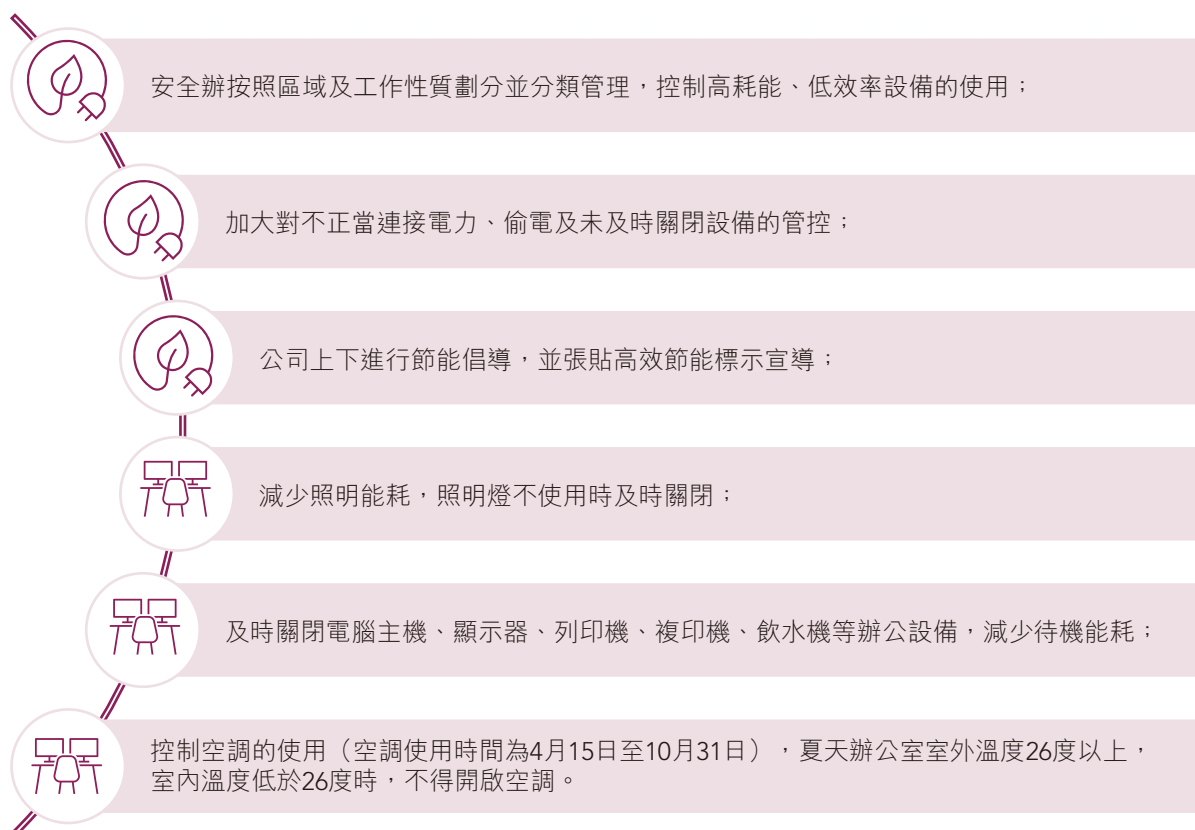 安全辦按照區域及工作性質劃分並分類管理，控制高耗能、低效率設備的使用；
加大對不正當連接電力、偷電及未及時關閉設備的管控；
公司上下進行節能倡導，並張貼高效節能標示宣導；
減少照明能耗，照明燈不使用時及時關閉；
及時關閉電腦主機、顯示器、列印機、複印機、飲水機等辦公設備，減少待機能耗；
控制空調的使用（空調使用時間為4月15日至10月31日），夏天辦公室室外溫度26度以上，
室內溫度低於26度時，不得開啟空調。